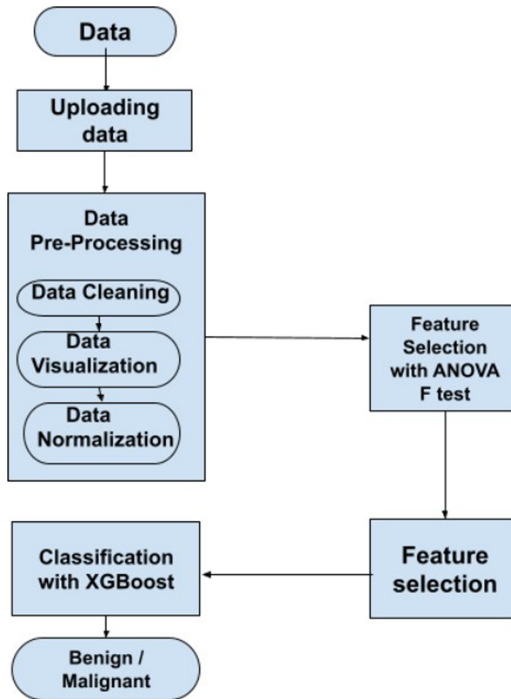 Data
Uploading
data
Data
Pre-Processing
Data Cleaning
Data
Visualization
Data
Normalization
Feature
Selection
with ANOVA
F test
Feature
selection
Classification
with XGBoost
Benign /
Malignant